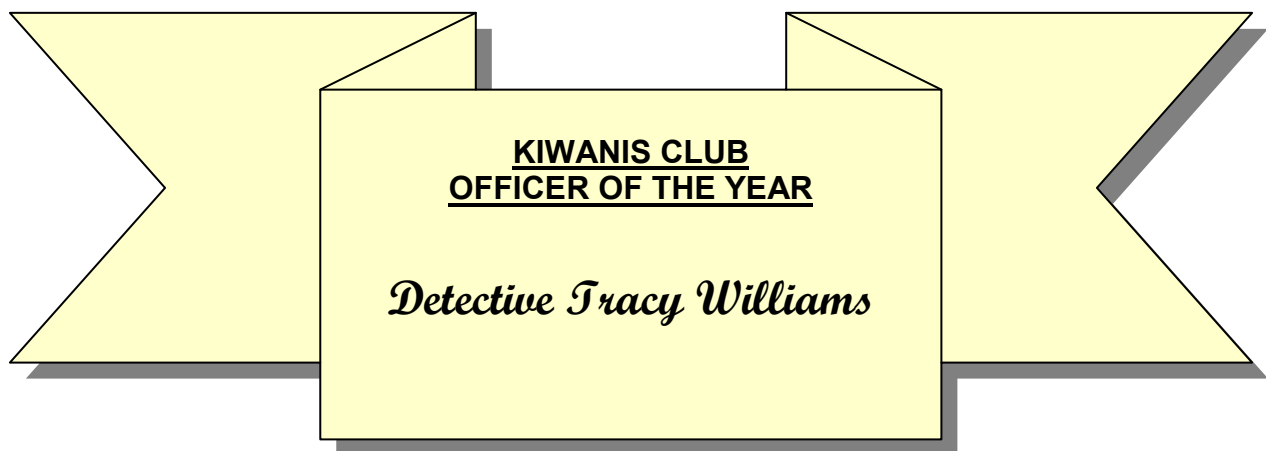 KIWANIS CLUB
OFFICER OF THE YEAR
Detective Tracy Williams